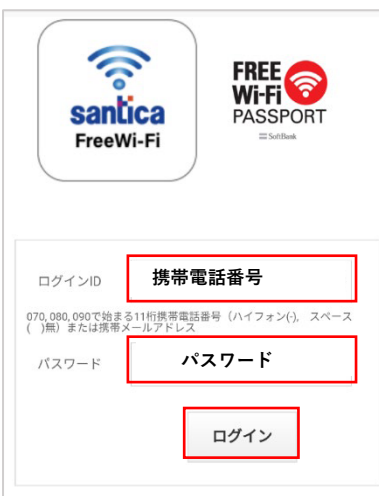 santica
FreeWi-Fi
FREE
Wi-Fi
PASSPORT
SoftBank
ログインID
携帯電話番号
070, 080, 090で始まる11桁携帯電話番号（ハイフォン(-), スペース
( )無）または携帯メールアドレス
パスワード
パスワード
ログイン